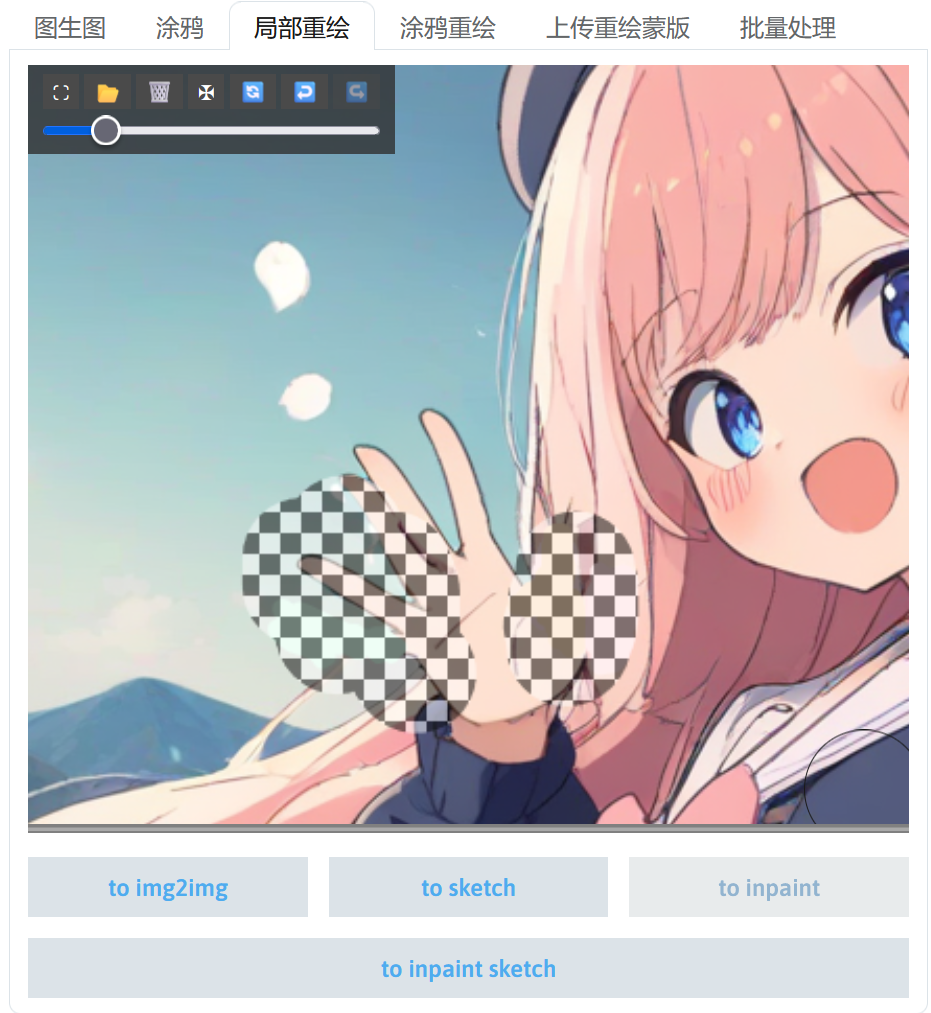 图生图 涂鸦 局部重绘 涂鸦重绘 上传重绘蒙版 批量处理
to img2img to sketch to inpaint
to inpaint sketch